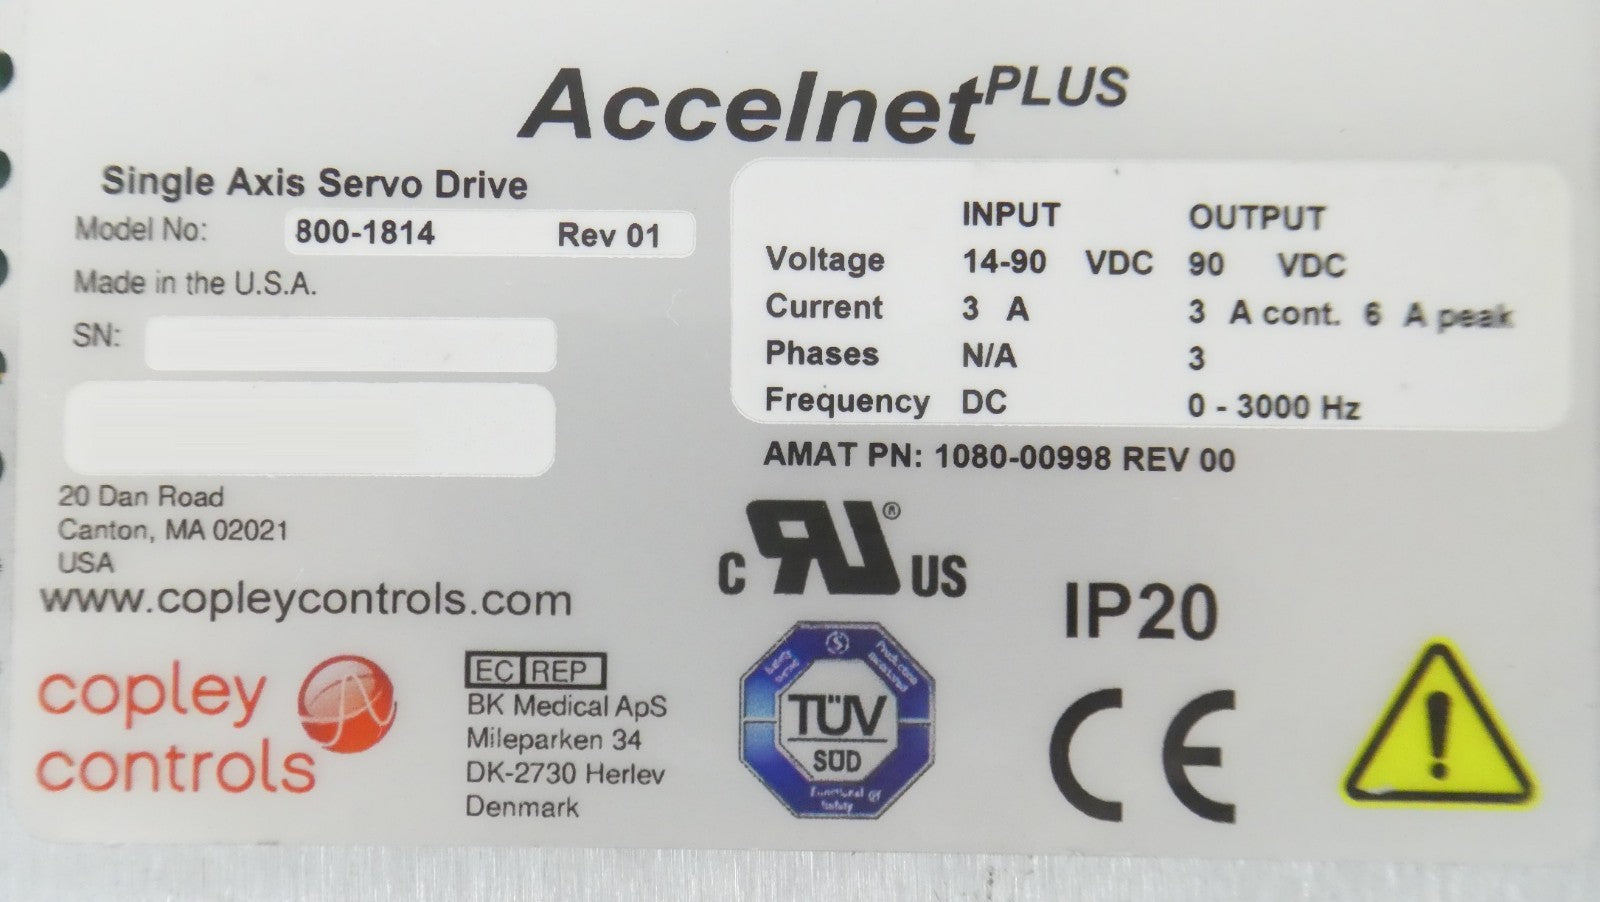 Accelnet PLUS
Single Axis Servo Drive
Model No: 800-1814 Rev 01
Made in the U.S.A.
SN:
INPUT OUTPUT
Voltage 14-90 VDC 90 VDC
Current 3 A 3 A cont. 6 A peak
Phases N/A 3
Frequency DC 0 - 3000 Hz
AMAT PN: 1080-00998 REV 00
20 Dan Road
Canton, MA 02021
USA
www.copleycontrols.com
copley
controls
EC REP
BK Medical ApS
Mileparken 34
DK-2730 Herlev
Denmark
C RU ® US
TÜV
SÜD
Functional
Safety
IP20
CE